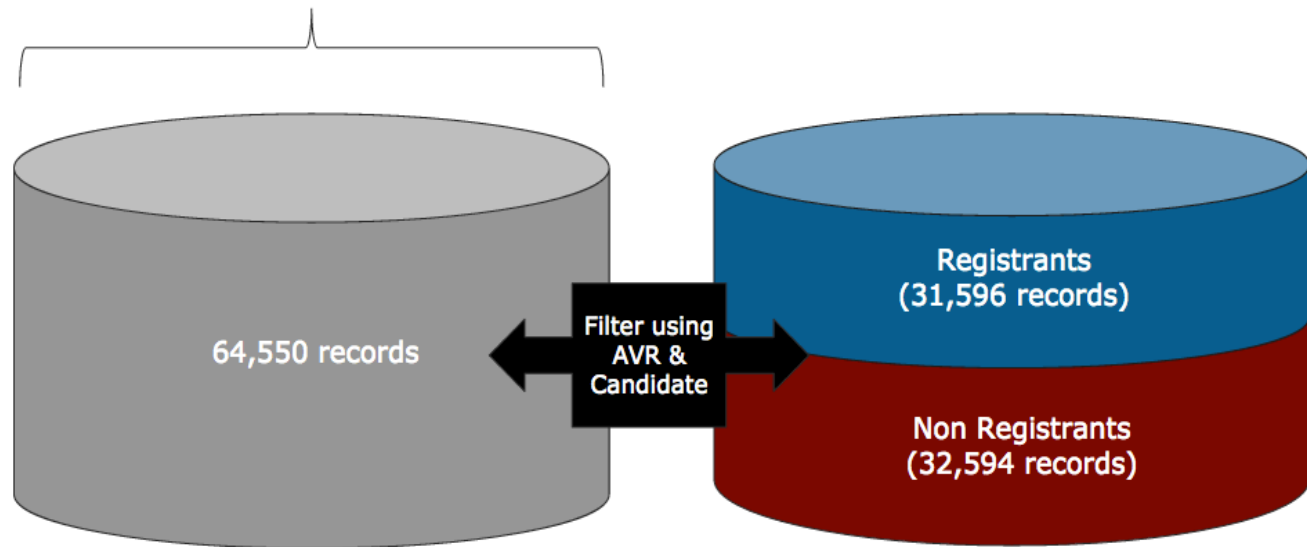 64,550 records
Filter using
AVR &
Candidate
Registrants
(31,596 records)
Non Registrants
(32,594 records)